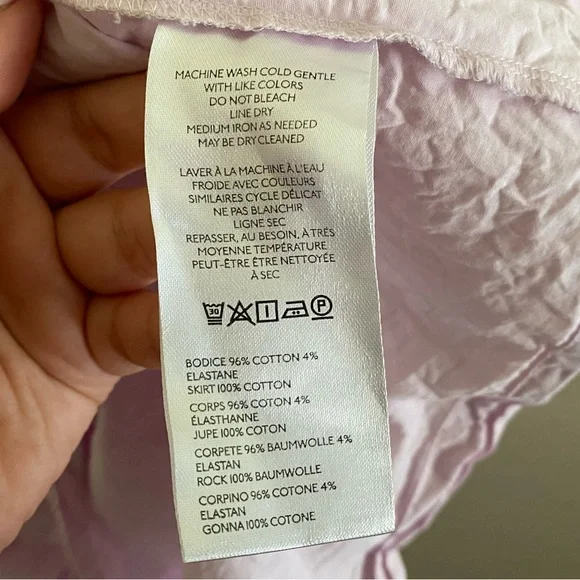 MACHINE WASH COLD GENTLE
WITH LIKE COLORS
DO NOT BLEACH
LINE DRY
MEDIUM IRON AS NEEDED
MAY BE DRY CLEANED
LAVER À LA MACHINE À L'EAU
FROIDE AVEC COULEURS
SIMILAIRES CYCLE DÉLICAT
NE PAS BLANCHIR
LIGNE SEC
REPASSER, AU BESOIN, À TRÈS
MOYENNE TEMPÉRATURE
PEUT-ÊTRE ÊTRE NETTOYÉE
À SEC
30 P
BODICE 96% COTTON 4%
ELASTANE
SKIRT 100% COTTON
CORPS 96% COTON 4%
ÉLASTHANNE
JUPE 100% COTON
CORPETE 96% BAUMWOLLE 4%
ELASTAN
ROCK 100% BAUMWOLLE
CORPINO 96% COTONE 4%
ELASTAN
GONNA 100% COTONE